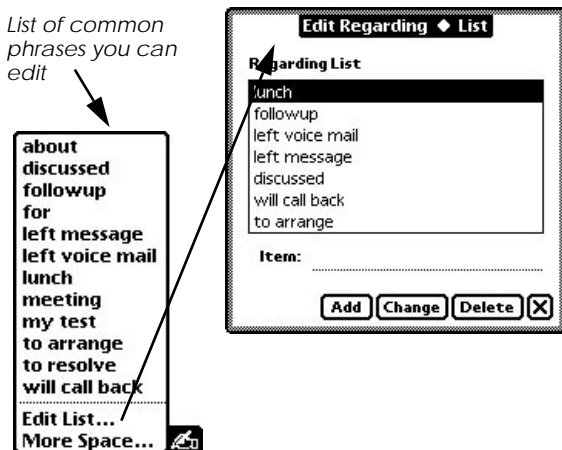 List of common
phrases you can
edit
about
discussed
followup
for
left message
left voice mail
lunch
meeting
my test
to arrange
to resolve
will call back
Edit List...
More Space...
Edit Regarding ◆ List
Regarding List
lunch
followup
left voice mail
left message
discussed
will call back
to arrange
Item:
Add Change Delete X